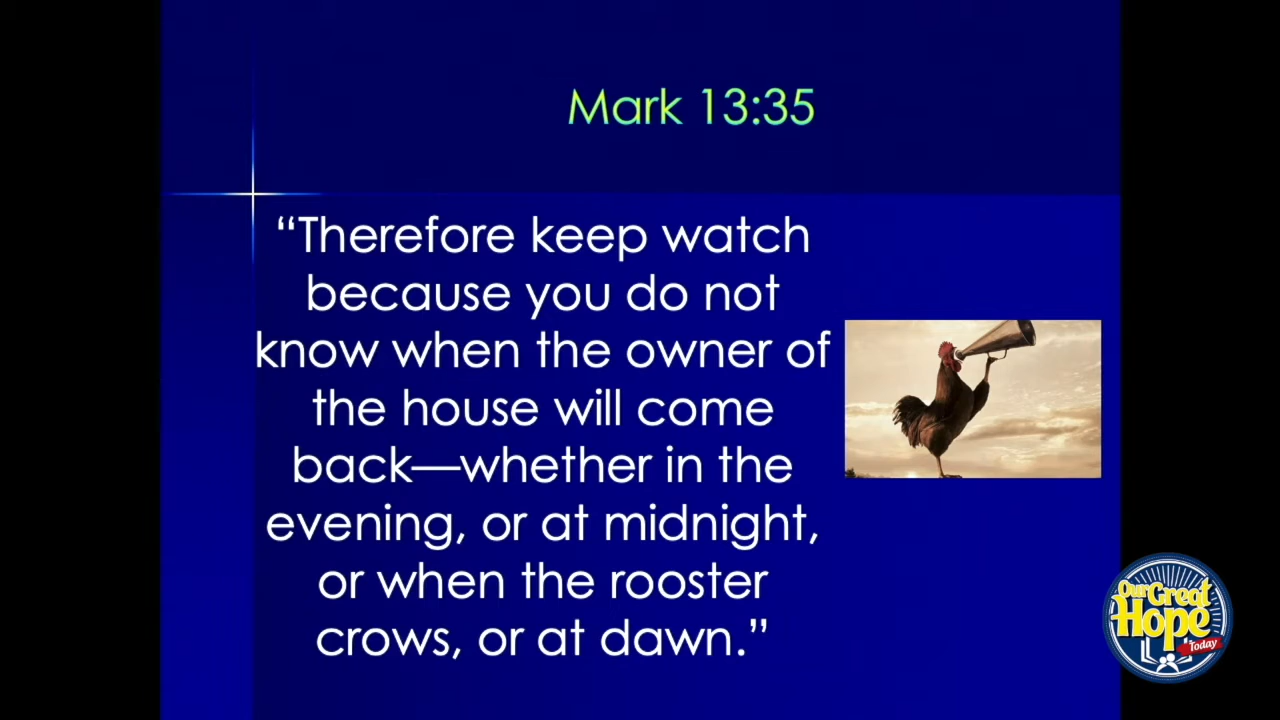 Mark 13:35
“Therefore keep watch
because you do not
know when the owner of
the house will come
back—whether in the
evening, or at midnight,
or when the rooster
crows, or at dawn.”
Our Great
Hope
Today